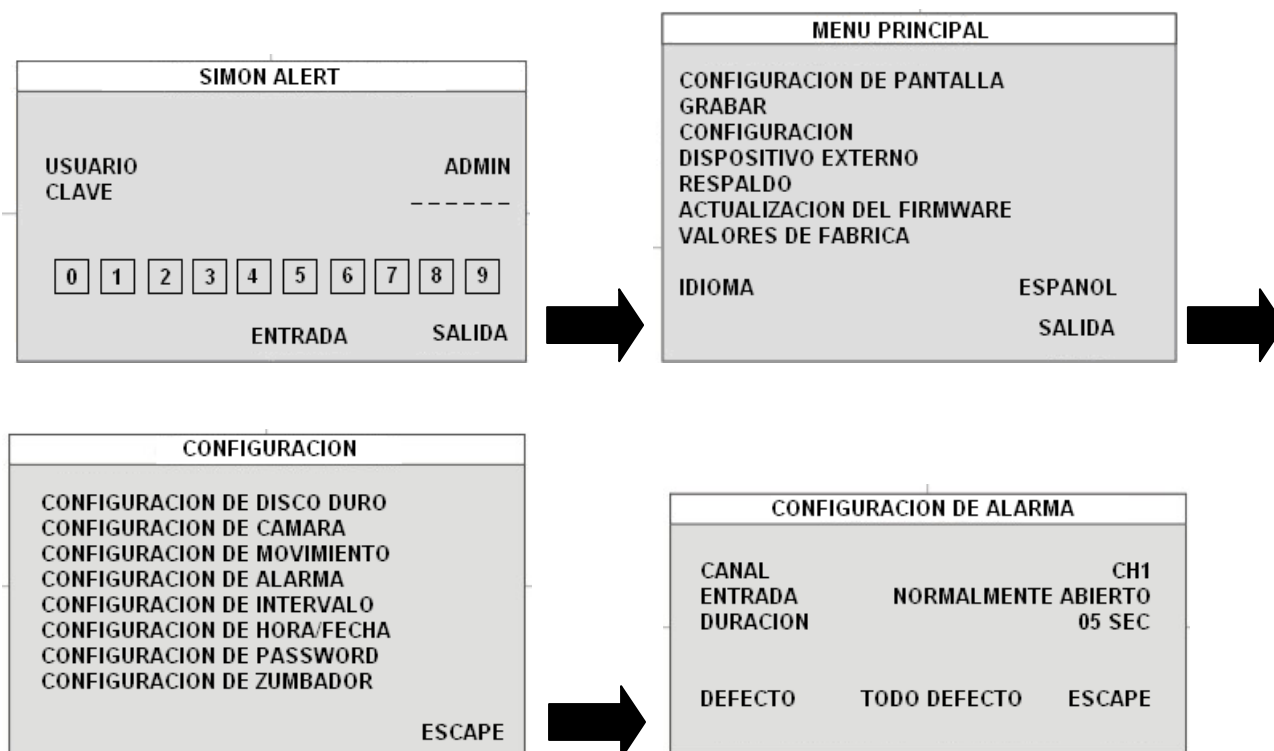 SIMON ALERT
USUARIO ADMIN
CLAVE _ _ _ _ _ _
0 1 2 3 4 5 6 7 8 9
ENTRADA SALIDA
MENU PRINCIPAL
CONFIGURACION DE PANTALLA
GRABAR
CONFIGURACION
DISPOSITIVO EXTERNO
RESPALDO
ACTUALIZACION DEL FIRMWARE
VALORES DE FABRICA
IDIOMA ESPANOL
SALIDA
CONFIGURACION
CONFIGURACION DE DISCO DURO
CONFIGURACION DE CAMARA
CONFIGURACION DE MOVIMIENTO
CONFIGURACION DE ALARMA
CONFIGURACION DE INTERVALO
CONFIGURACION DE HORA/FECHA
CONFIGURACION DE PASSWORD
CONFIGURACION DE ZUMBADOR
ESCAPE
CONFIGURACION DE ALARMA
CANAL CH1
ENTRADA NORMALMENTE ABIERTO
DURACION 05 SEC
DEFECTO TODO DEFECTO ESCAPE